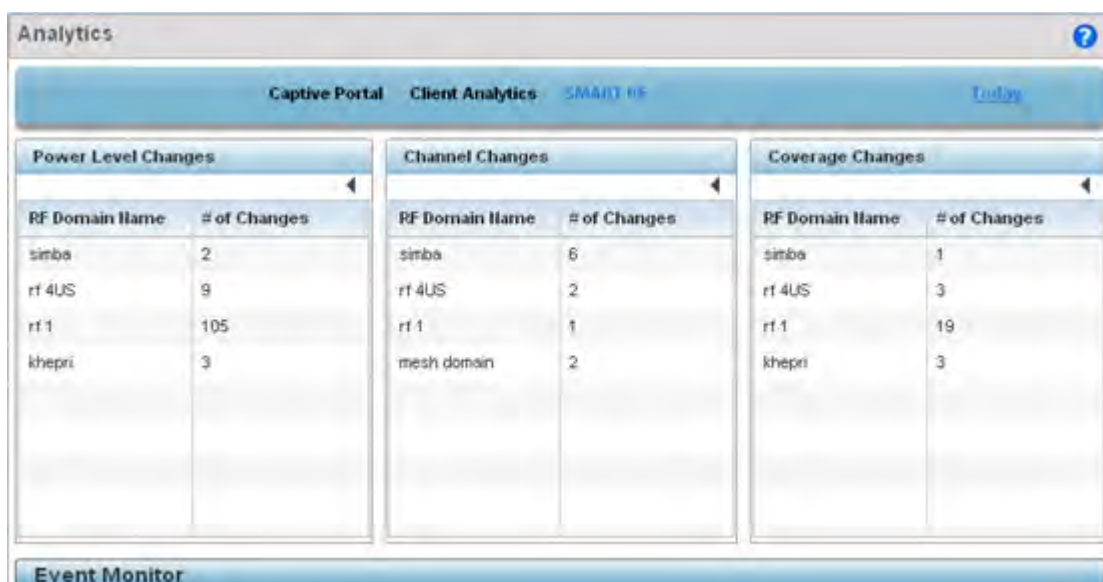 Analytics
Captive Portal Client Analytics SMART RF Today
Power Level Changes
RF Domain Name # of Changes
simba 2
rf 4US 9
rf 1 105
khepri 3
Channel Changes
RF Domain Name # of Changes
simba 6
rf 4US 2
rf 1 1
mesh domain 2
Coverage Changes
RF Domain Name # of Changes
simba 1
rf 4US 3
rf 1 19
khepri 3
Event Monitor